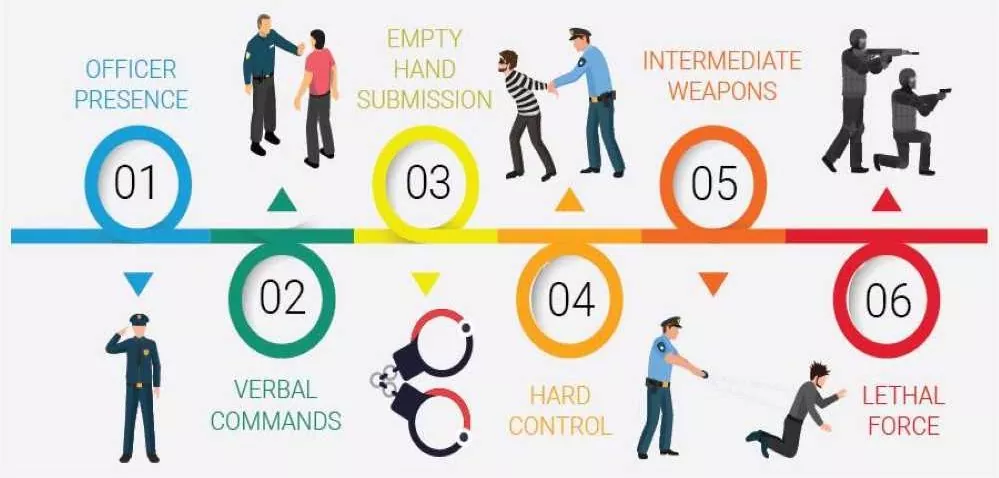 OFFICER
PRESENCE
01
02
VERBAL
COMMANDS
EMPTY
HAND
SUBMISSION
03
04
HARD
CONTROL
INTERMEDIATE
WEAPONS
05
06
LETHAL
FORCE